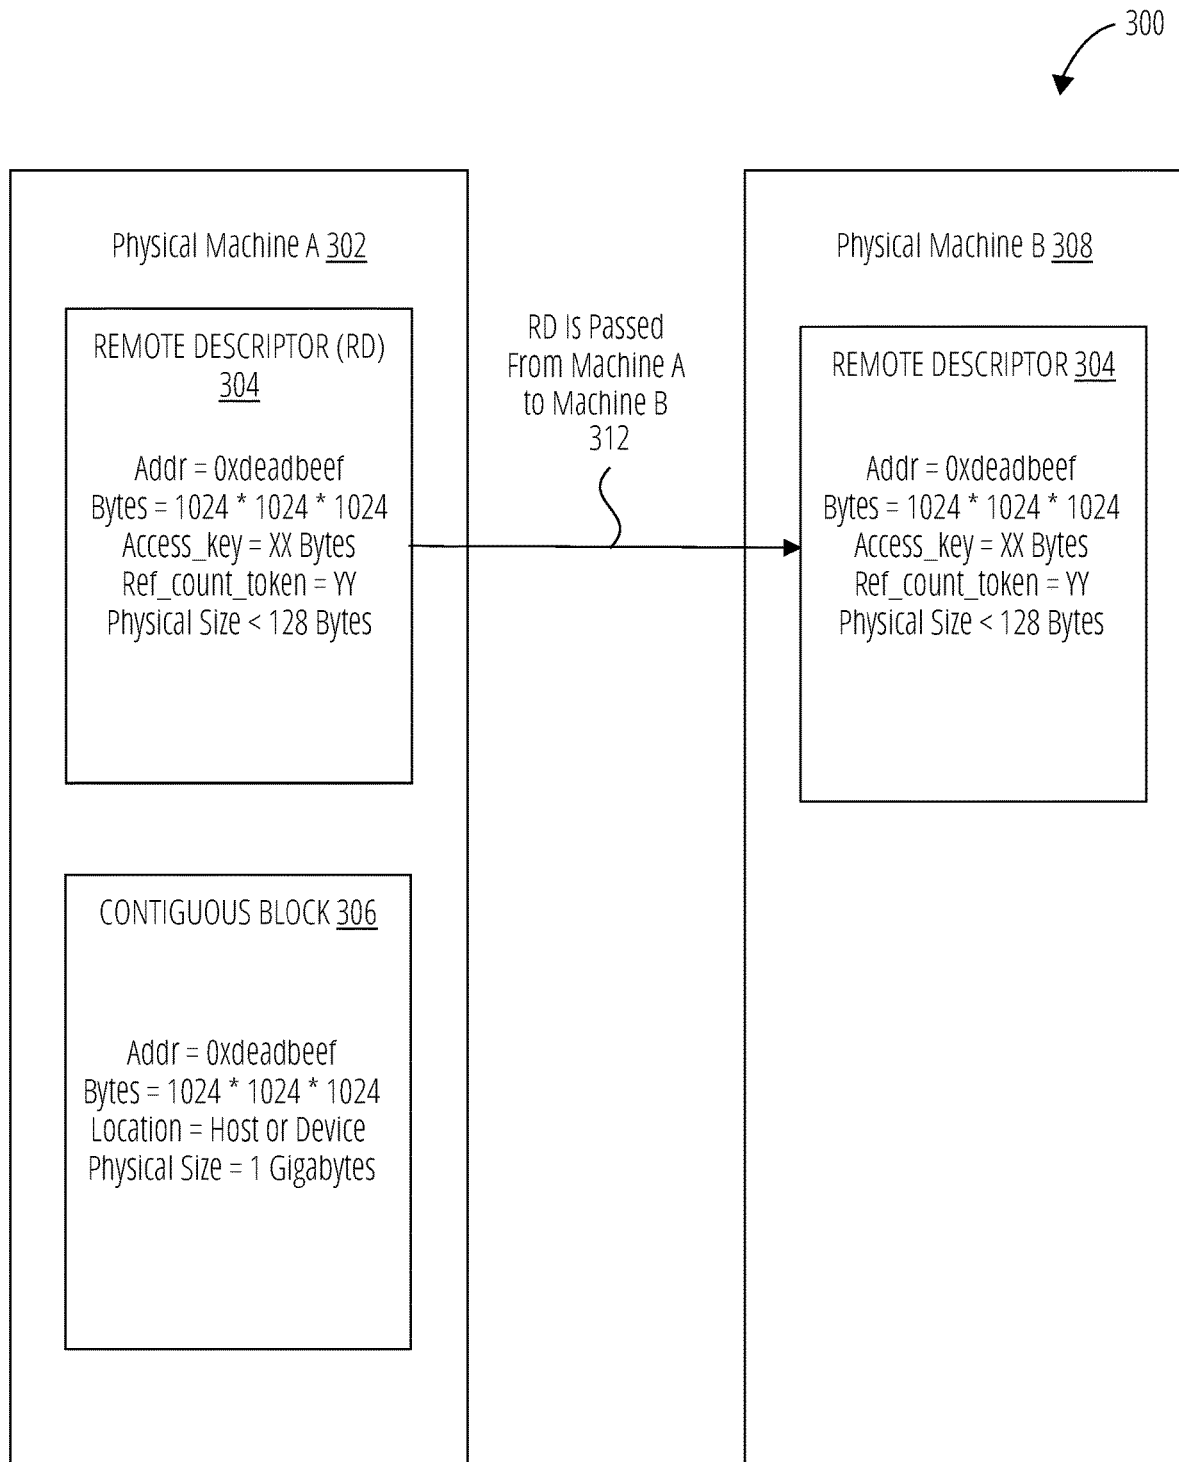 300
Physical Machine A 302
REMOTE DESCRIPTOR (RD)
304
Addr = 0xdeadbeef
Bytes = 1024 * 1024 * 1024
Access_key = XX Bytes
Ref_count_token = YY
Physical Size < 128 Bytes
CONTIGUOUS BLOCK 306
Addr = 0xdeadbeef
Bytes = 1024 * 1024 * 1024
Location = Host or Device
Physical Size = 1 Gigabytes
RD Is Passed
From Machine A
to Machine B
312
Physical Machine B 308
REMOTE DESCRIPTOR 304
Addr = 0xdeadbeef
Bytes = 1024 * 1024 * 1024
Access_key = XX Bytes
Ref_count_token = YY
Physical Size < 128 Bytes